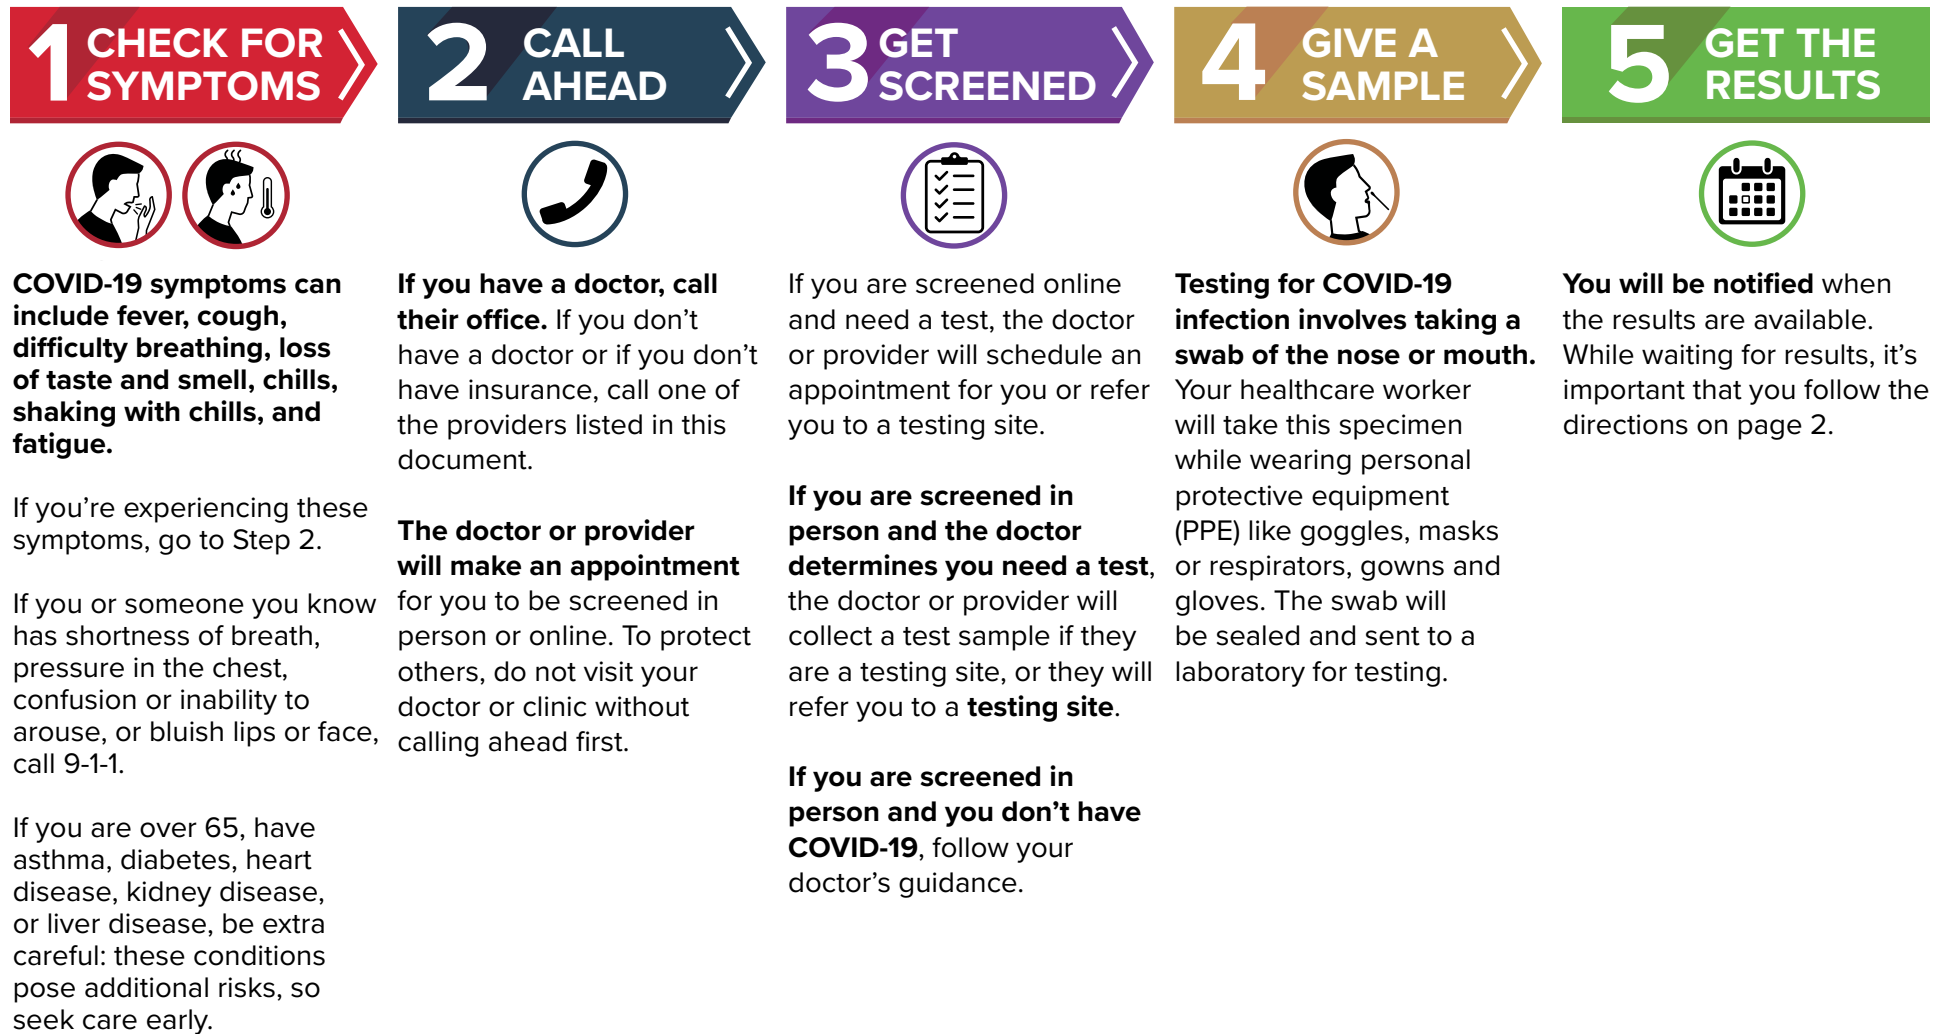 1 CHECK FOR
SYMPTOMS
COVID-19 symptoms can
include fever, cough,
difficulty breathing, loss
of taste and smell, chills,
shaking with chills, and
fatigue.
If you’re experiencing these
symptoms, go to Step 2.
If you or someone you know
has shortness of breath,
pressure in the chest,
confusion or inability to
arouse, or bluish lips or face,
call 9-1-1.
If you are over 65, have
asthma, diabetes, heart
disease, kidney disease,
or liver disease, be extra
careful: these conditions
pose additional risks, so
seek care early.
2 CALL
AHEAD
If you have a doctor, call
their office. If you don’t
have a doctor or if you don’t
have insurance, call one of
the providers listed in this
document.
The doctor or provider
will make an appointment
for you to be screened in
person or online. To protect
others, do not visit your
doctor or clinic without
calling ahead first.
3 GET
SCREENED
If you are screened online
and need a test, the doctor
or provider will schedule an
appointment for you or refer
you to a testing site.
If you are screened in
person and the doctor
determines you need a test,
the doctor or provider will
collect a test sample if they
are a testing site, or they will
refer you to a testing site.
If you are screened in
person and you don’t have
COVID-19, follow your
doctor’s guidance.
4 GIVE A
SAMPLE
Testing for COVID-19
infection involves taking a
swab of the nose or mouth.
Your healthcare worker
will take this specimen
while wearing personal
protective equipment
(PPE) like goggles, masks
or respirators, gowns and
gloves. The swab will
be sealed and sent to a
laboratory for testing.
5 GET THE
RESULTS
You will be notified when
the results are available.
While waiting for results, it’s
important that you follow the
directions on page 2.